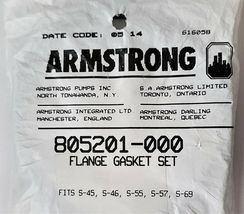 DATE CODE: 05 14
616058
ARMSTRONG
ARMSTRONG PUMPS INC
NORTH TONAWANDA, N.Y
S.A. ARMSTRONG LIMITED
TORONTO, ONTARIO
ARMSTRONG INTEGRATED LTD
MANCHESTER, ENGLAND
ARMSTRONG DARLING
MONTREAL, QUEBEC
805201-000
FLANGE GASKET SET
FITS S-45, S-46, S-55, S-57, S-69